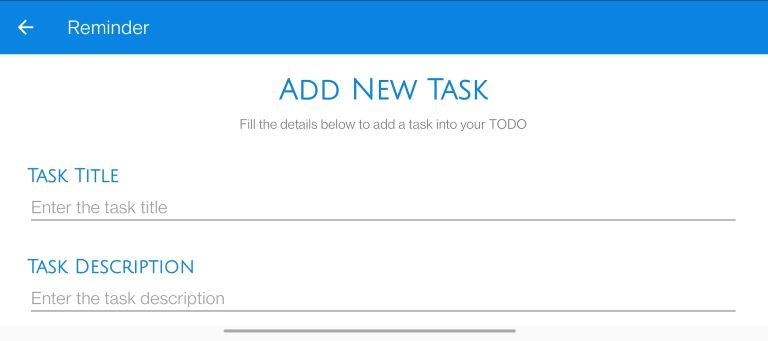 Reminder
Add New Task
Fill the details below to add a task into your TODO
Task Title
Enter the task title
Task Description
Enter the task description